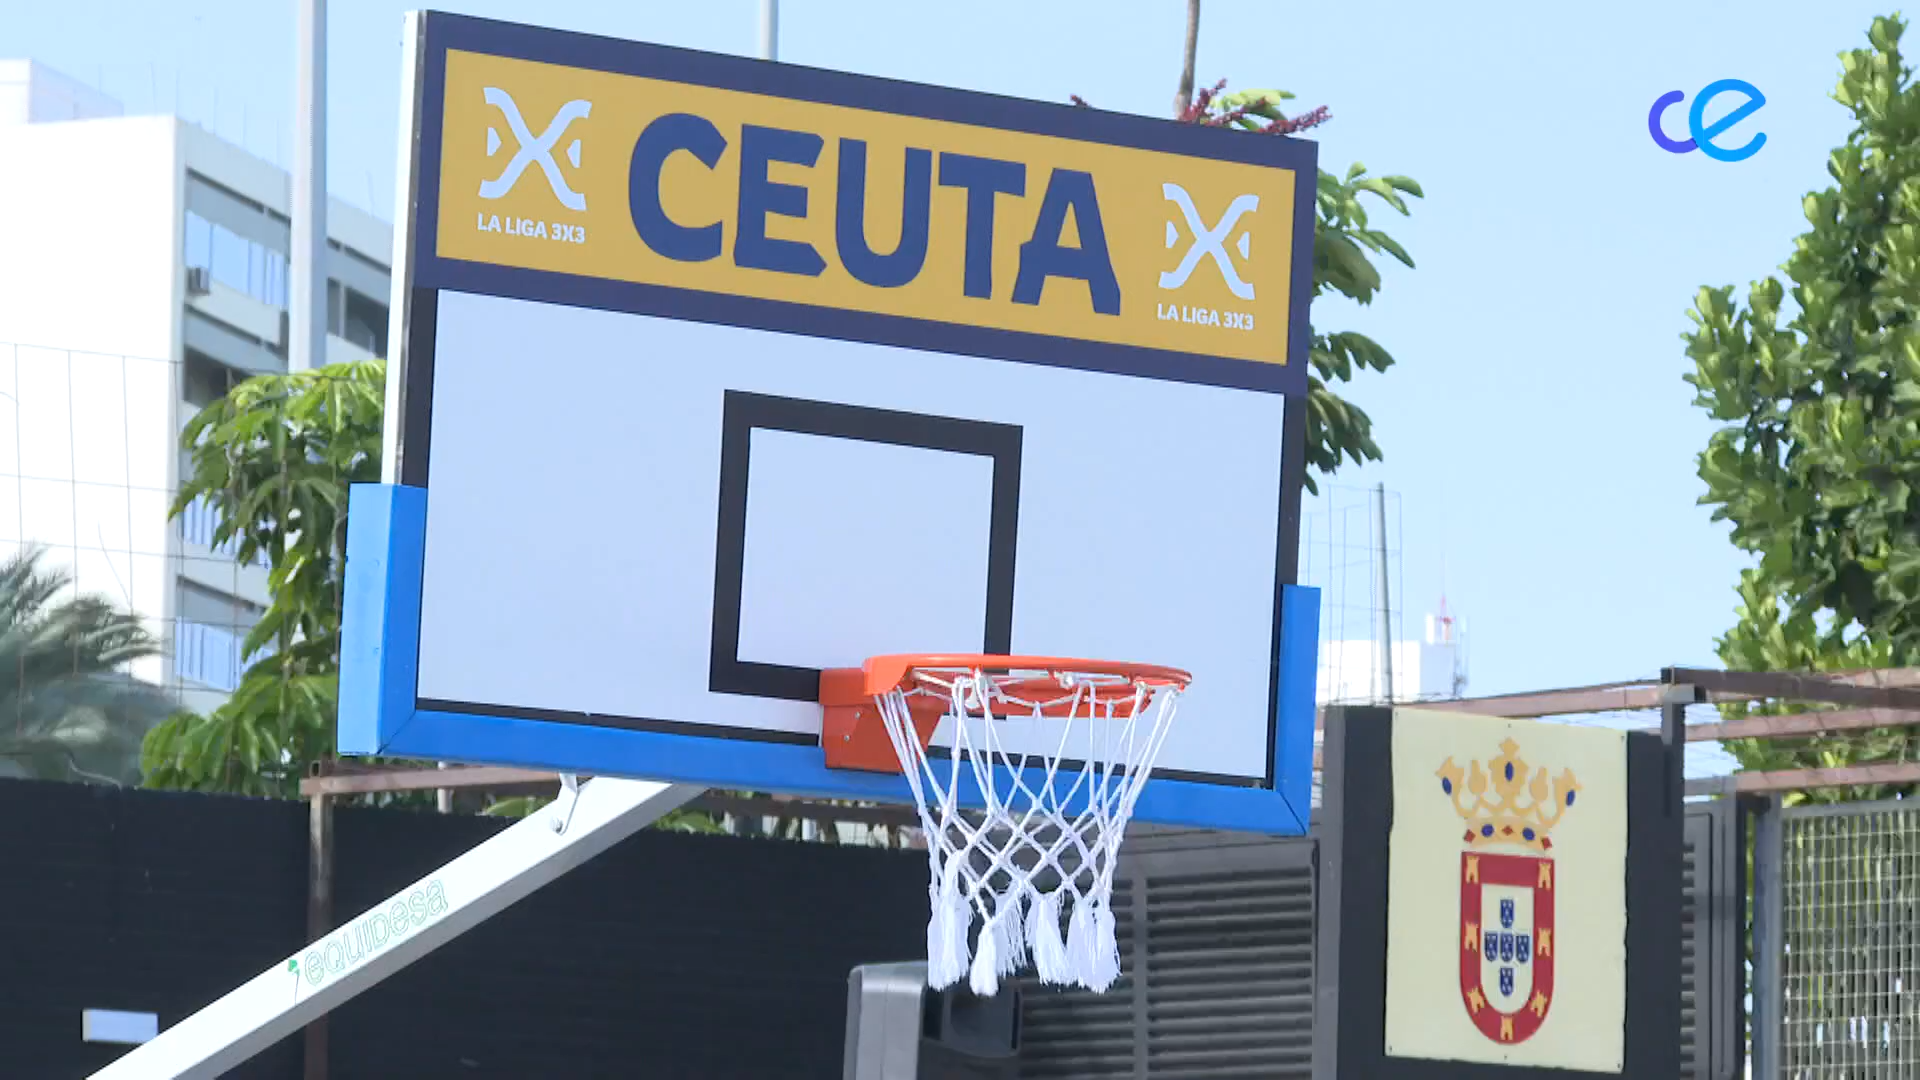 ce
CEUTA
LA LIGA 3X3
LA LIGA 3X3
equidesa